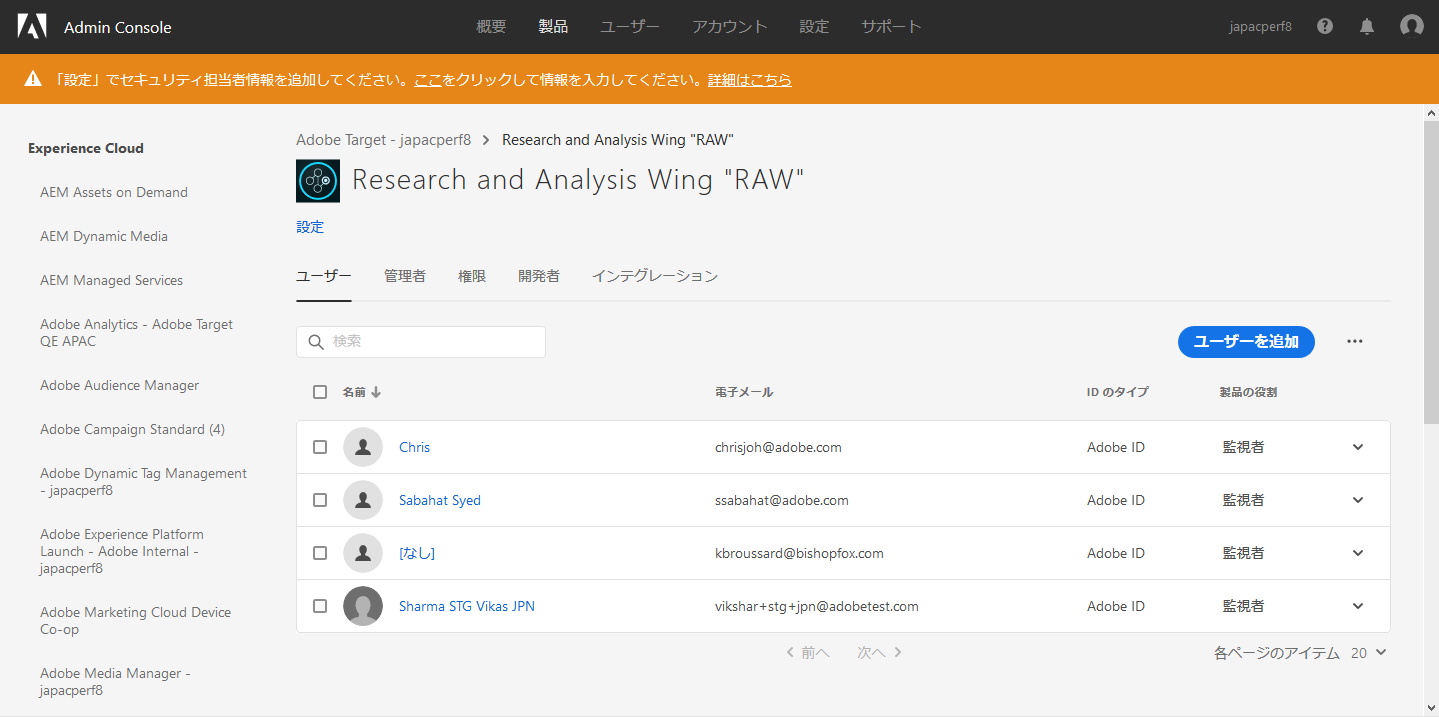 Admin Console
概要 製品 ユーザー アカウント 設定 サポート
japacperf8
「設定」でセキュリティ担当者情報を追加してください。ここをクリックして情報を入力してください。詳細はこちら
Experience Cloud
AEM Assets on Demand
AEM Dynamic Media
AEM Managed Services
Adobe Analytics - Adobe Target
QE APAC
Adobe Audience Manager
Adobe Campaign Standard (4)
Adobe Dynamic Tag Management
- japacperf8
Adobe Experience Platform
Launch - Adobe Internal -
japacperf8
Adobe Marketing Cloud Device
Co-op
Adobe Media Manager -
japacperf8
Adobe Target - japacperf8 Research and Analysis Wing "RAW"
Research and Analysis Wing "RAW"
設定
ユーザー 管理者 権限 開発者 インテグレーション
検索 ユーザーを追加
名前 電子メール ID のタイプ 製品の役割
Chris chrisjoh@adobe.com Adobe ID 監視者
Sabahat Syed ssabahat@adobe.com Adobe ID 監視者
[なし] kbroussard@bishopfox.com Adobe ID 監視者
Sharma STG Vikas JPN vikshar+stg+jpn@adobetest.com Adobe ID 監視者
前へ 次へ 各ページのアイテム 20